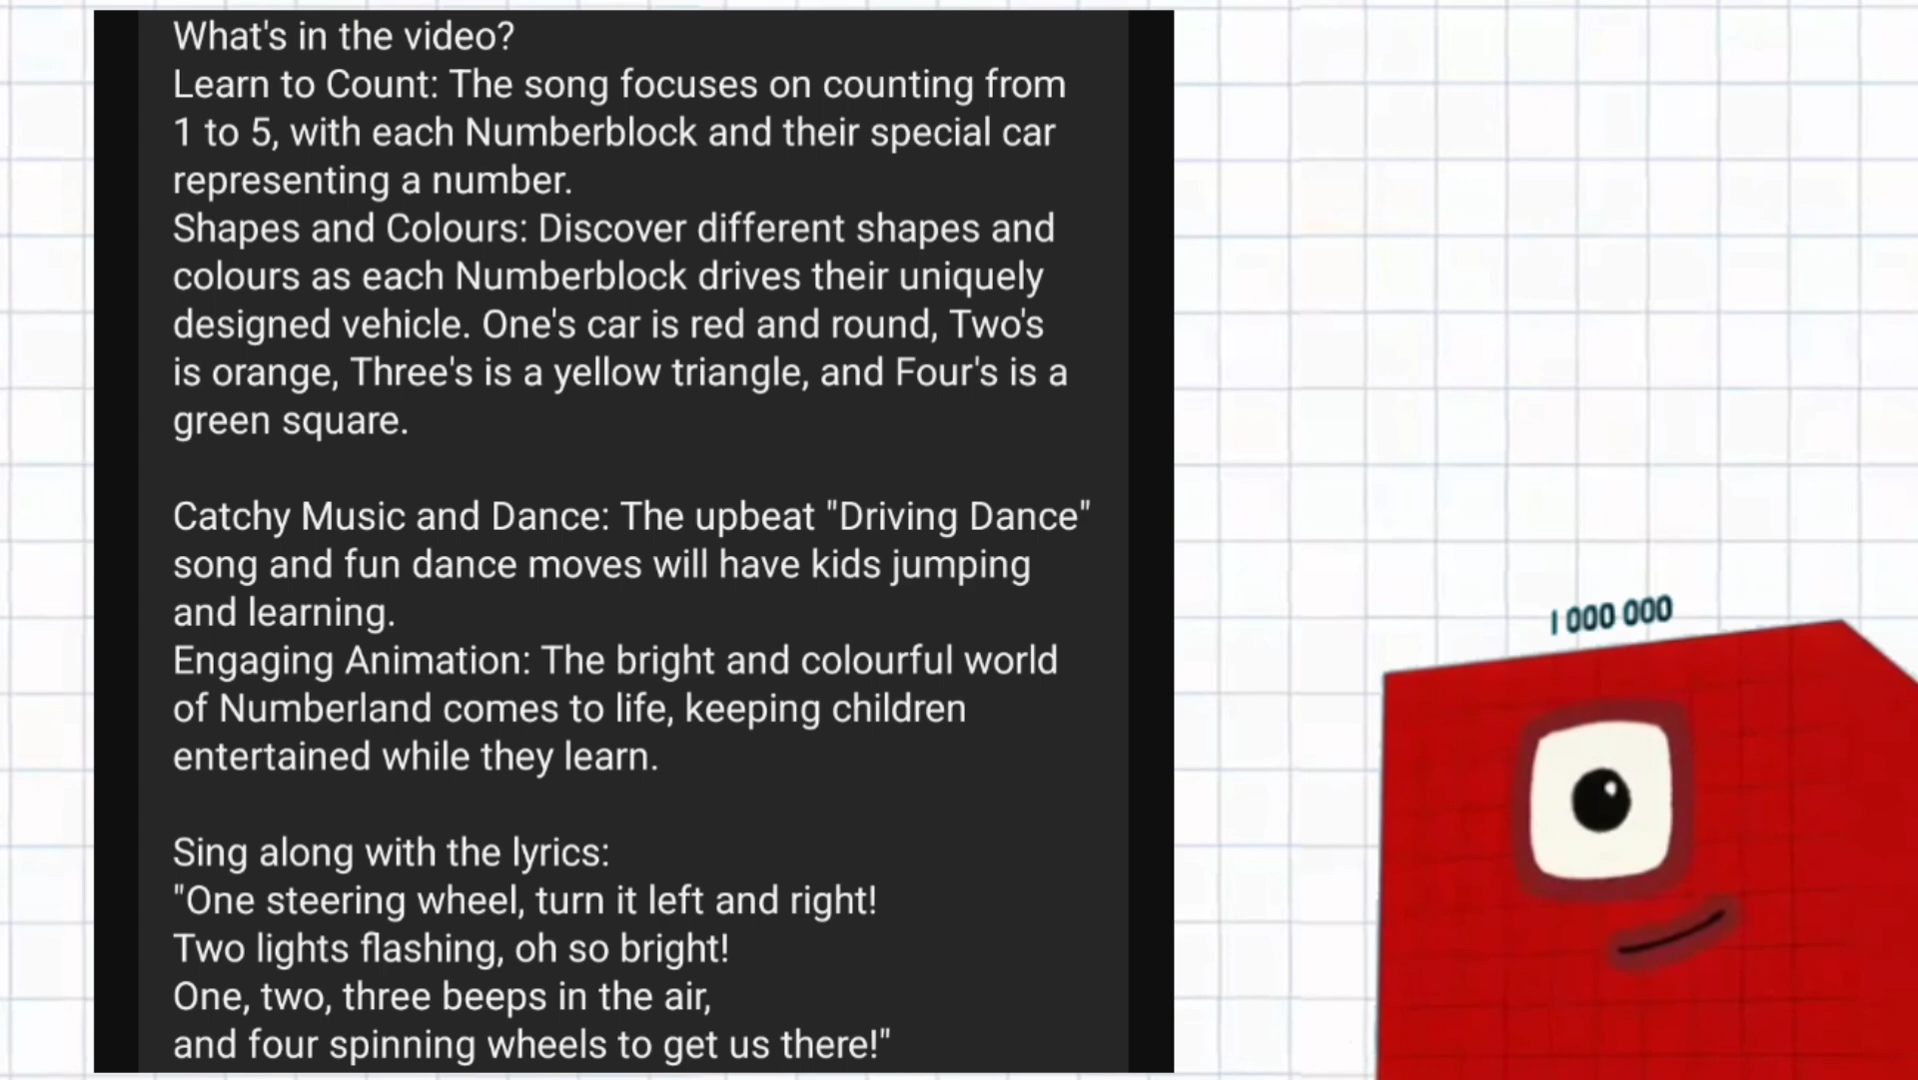 What's in the video?
Learn to Count: The song focuses on counting from
1 to 5, with each Numberblock and their special car
representing a number.
Shapes and Colours: Discover different shapes and
colours as each Numberblock drives their uniquely
designed vehicle. One's car is red and round, Two's
is orange, Three's is a yellow triangle, and Four's is a
green square.
Catchy Music and Dance: The upbeat "Driving Dance"
song and fun dance moves will have kids jumping
and learning.
Engaging Animation: The bright and colourful world
of Numberland comes to life, keeping children
entertained while they learn.
Sing along with the lyrics:
"One steering wheel, turn it left and right!
Two lights flashing, oh so bright!
One, two, three beeps in the air,
and four spinning wheels to get us there!"
1 000 000